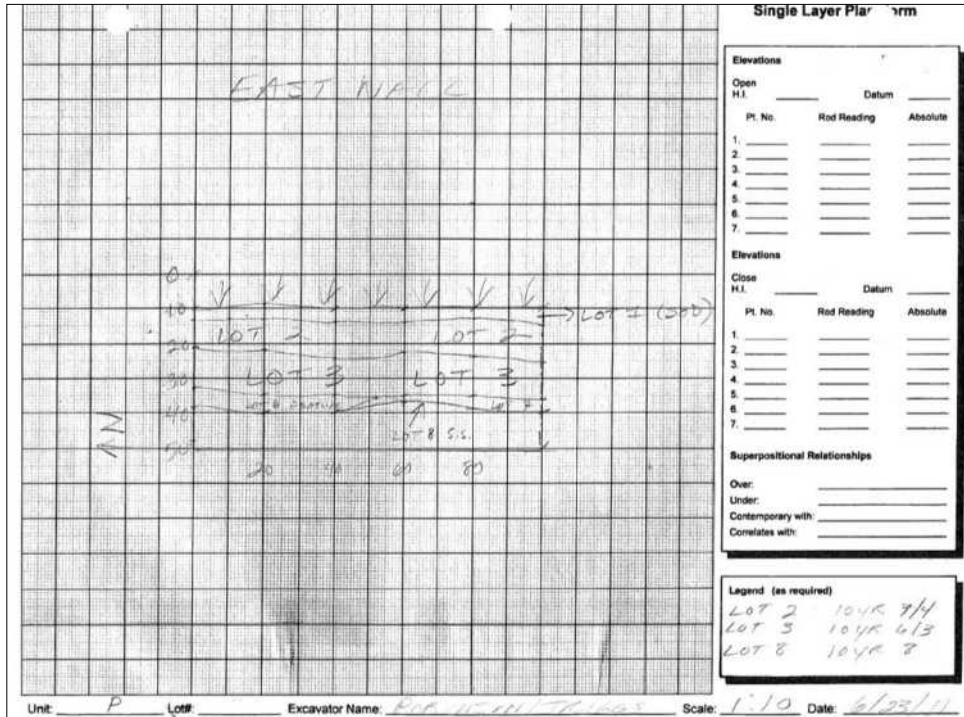 EAST WALL
0
10
20
30
40
50
20 40 60 80
N
→ LOT 1 (SOD)
LOT 2 LOT 2
LOT 3 LOT 3
LOT 8 S.S.
Single Layer Plan Form
Elevations
Open
H.I. Datum
Pt. No. Rod Reading Absolute
1.
2.
3.
4.
5.
6.
7.
Elevations
Close
H.I. Datum
Pt. No. Rod Reading Absolute
1.
2.
3.
4.
5.
6.
7.
Superpositional Relationships
Over:
Under:
Contemporary with:
Correlates with:
Legend (as required)
LOT 2 10YR
LOT 3 10YR 6/3
LOT 8 10YR 8
Unit: P Lot#: Excavator Name: Scale: 1:10 Date: 6/23/11